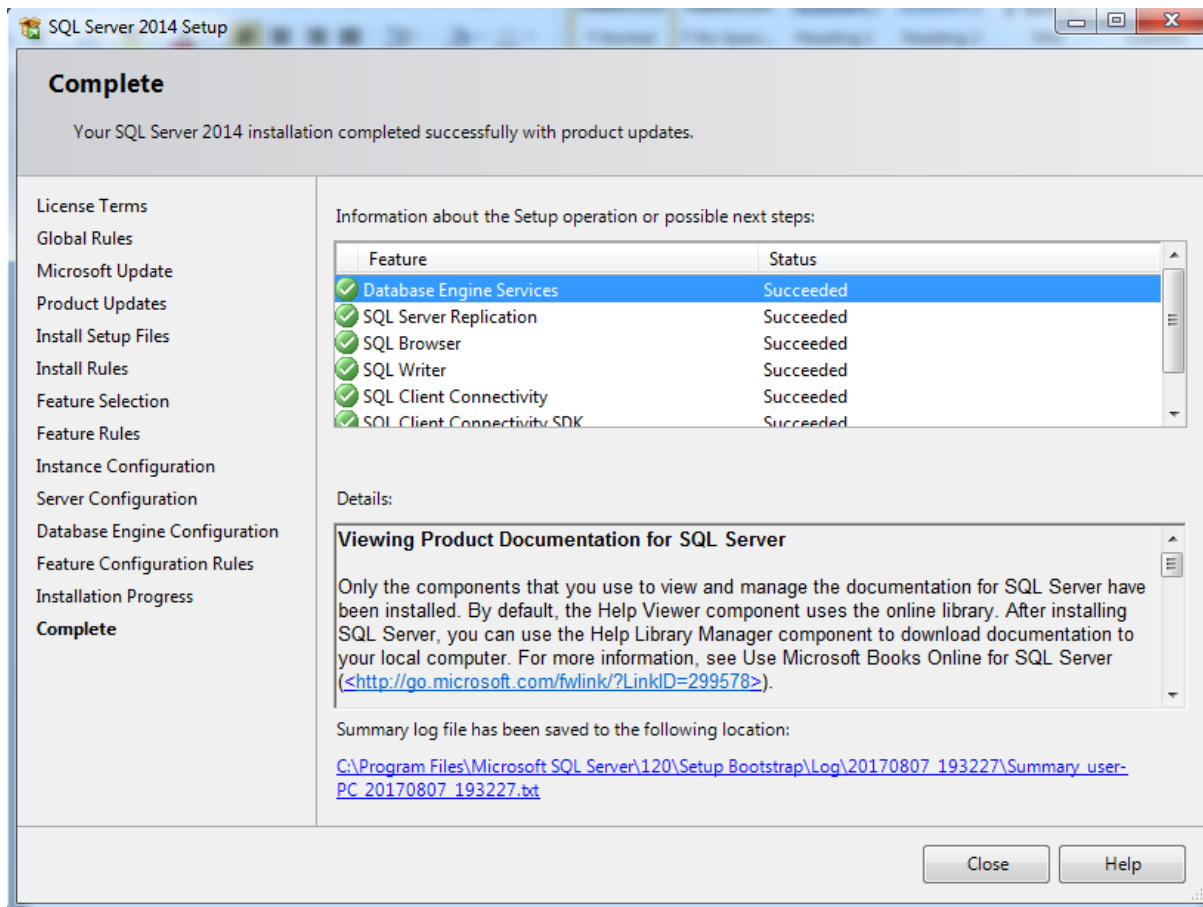 SQL Server 2014 Setup
Complete
Your SQL Server 2014 installation completed successfully with product updates.
License Terms
Global Rules
Microsoft Update
Product Updates
Install Setup Files
Install Rules
Feature Selection
Feature Rules
Instance Configuration
Server Configuration
Database Engine Configuration
Feature Configuration Rules
Installation Progress
Complete
Information about the Setup operation or possible next steps:
Feature Status
Database Engine Services Succeeded
SQL Server Replication Succeeded
SQL Browser Succeeded
SQL Writer Succeeded
SQL Client Connectivity Succeeded
SQL Client Connectivity SDK Succeeded
Details:
Viewing Product Documentation for SQL Server
Only the components that you use to view and manage the documentation for SQL Server have
been installed. By default, the Help Viewer component uses the online library. After installing
SQL Server, you can use the Help Library Manager component to download documentation to
your local computer. For more information, see Use Microsoft Books Online for SQL Server
(<http://go.microsoft.com/fwlink/?LinkID=299578>).
Summary log file has been saved to the following location:
C:\Program Files\Microsoft SQL Server\120\Setup Bootstrap\Log\20170807_193227\Summary_user-
PC_20170807_193227.txt
Close Help